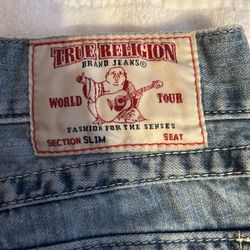 TRUE RELIGION
BRAND JEANS®
WORLD TOUR
FASHION FOR THE SENSES
SECTION SLIM SEAT